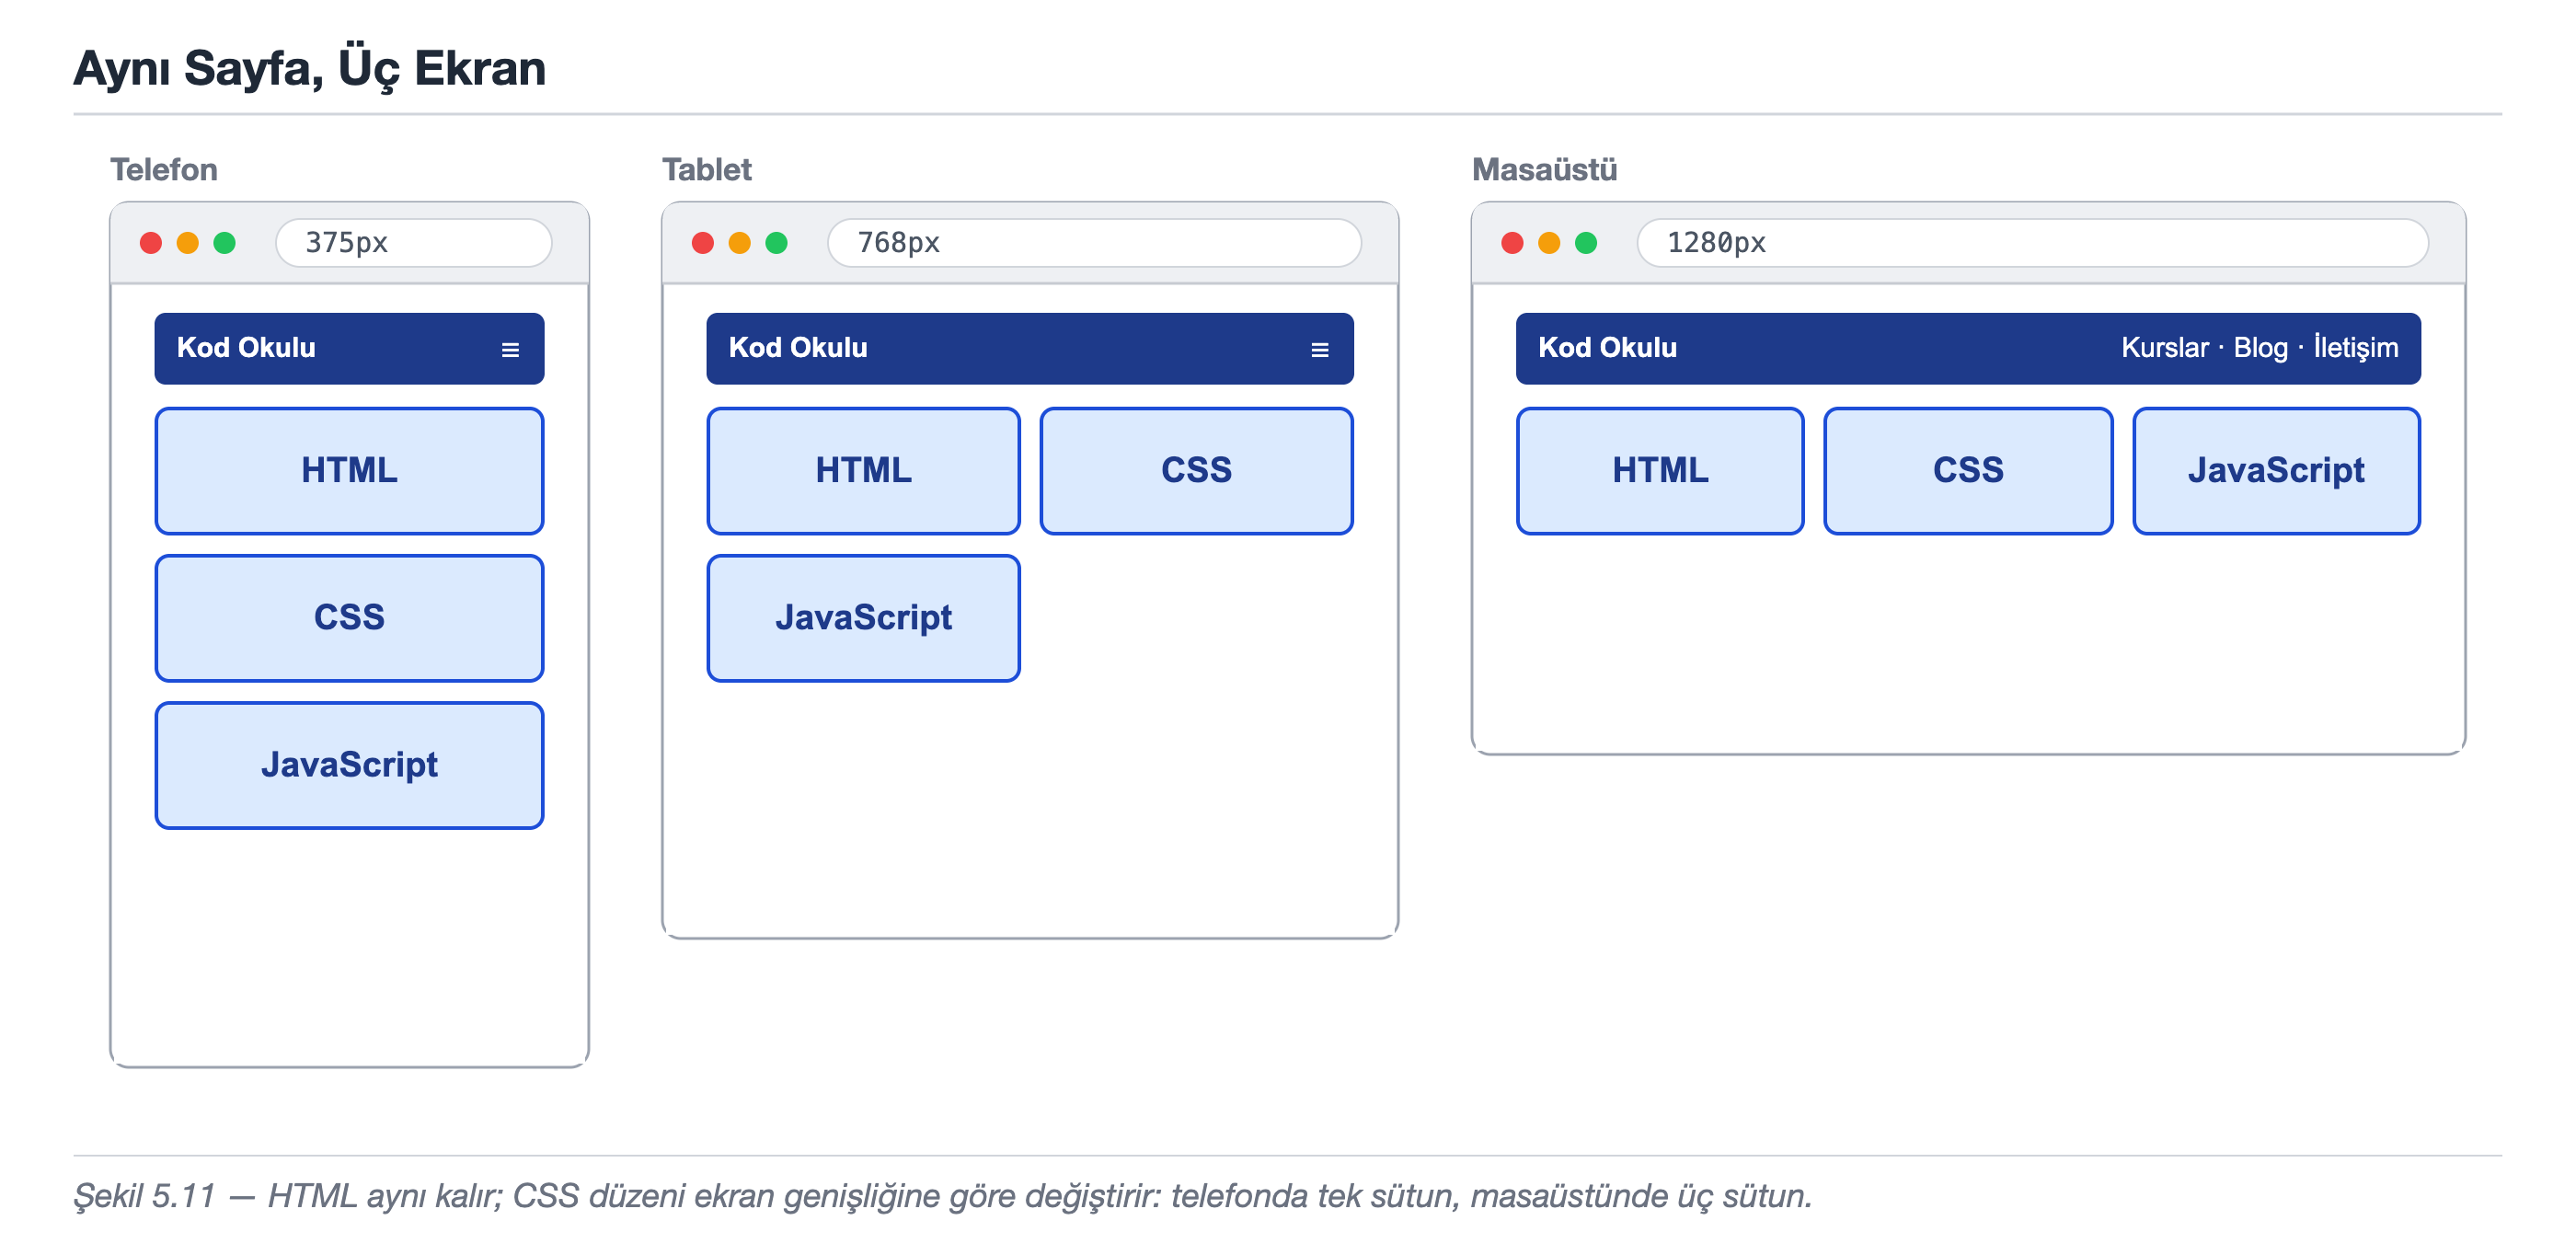 Aynı Sayfa, Üç Ekran
Telefon
375px
Kod Okulu ≡
HTML
CSS
JavaScript
Tablet
768px
Kod Okulu ≡
HTML CSS
JavaScript
Masaüstü
1280px
Kod Okulu Kurslar · Blog · İletişim
HTML CSS JavaScript
Şekil 5.11 — HTML aynı kalır; CSS düzeni ekran genişliğine göre değiştirir: telefonda tek sütun, masaüstünde üç sütun.